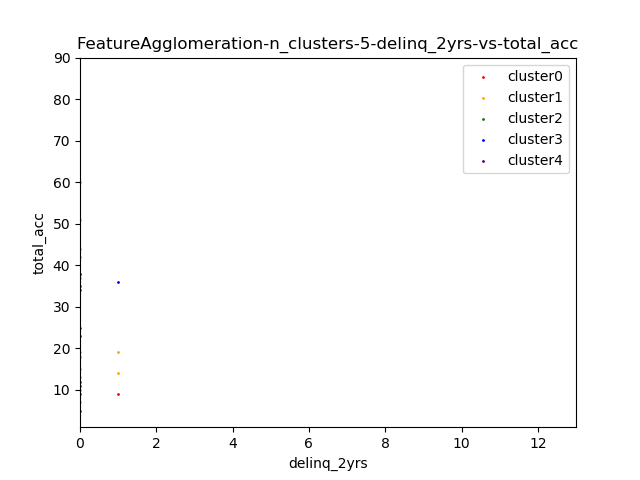 FeatureAgglomeration-n_clusters-5-delinq_2yrs-vs-total_acc
90
80
70
60
50
40
30
20
10
total_acc
cluster0
cluster1
cluster2
cluster3
cluster4
0 2 4 6 8 10 12
delinq_2yrs